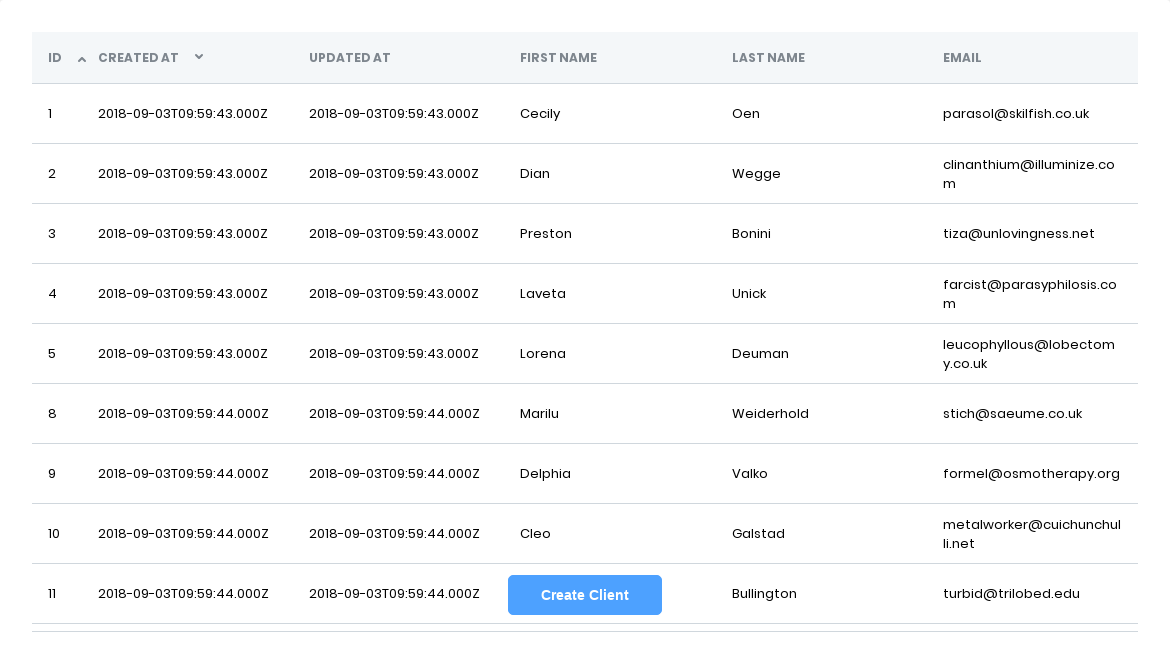 ID CREATED AT UPDATED AT FIRST NAME LAST NAME EMAIL
1 2018-09-03T09:59:43.000Z 2018-09-03T09:59:43.000Z Cecily Oen parasol@skilfish.co.uk
2 2018-09-03T09:59:43.000Z 2018-09-03T09:59:43.000Z Dian Wegge clinanthium@illuminize.co
m
3 2018-09-03T09:59:43.000Z 2018-09-03T09:59:43.000Z Preston Bonini tiza@unlovingness.net
4 2018-09-03T09:59:43.000Z 2018-09-03T09:59:43.000Z Laveta Unick farcist@parasyphilosis.co
m
5 2018-09-03T09:59:43.000Z 2018-09-03T09:59:43.000Z Lorena Deuman leucophyllous@lobectom
y.co.uk
8 2018-09-03T09:59:44.000Z 2018-09-03T09:59:44.000Z Marilu Weiderhold stich@saeume.co.uk
9 2018-09-03T09:59:44.000Z 2018-09-03T09:59:44.000Z Delphia Valko formel@osmotherapy.org
10 2018-09-03T09:59:44.000Z 2018-09-03T09:59:44.000Z Cleo Galstad metalworker@cuichunchul
li.net
11 2018-09-03T09:59:44.000Z 2018-09-03T09:59:44.000Z Create Client Bullington turbid@trilobed.edu